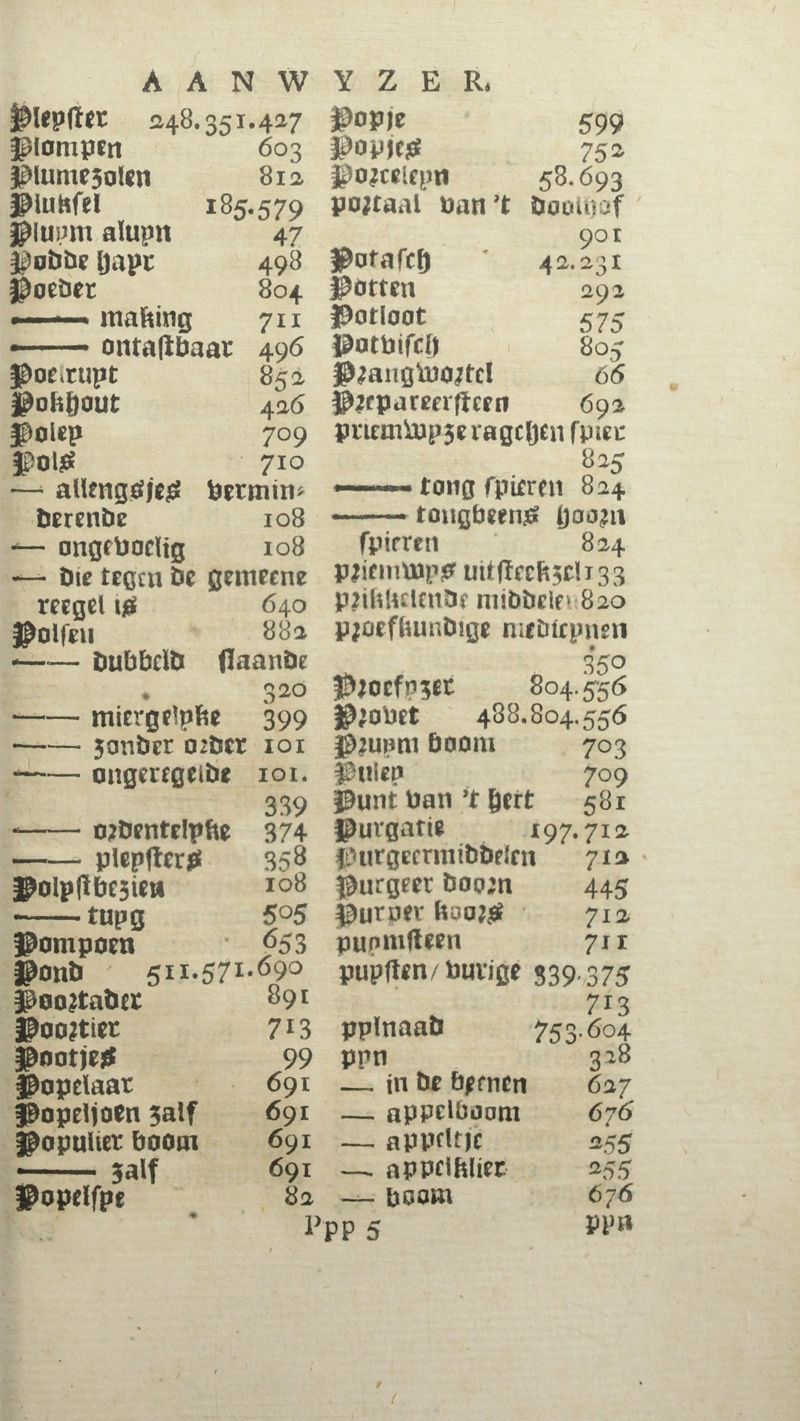 AANWYZER.
Pleyster 248.351.427
Plompen 603
Plumezolen 812
Pluksel 185.579
Pluym aluyn 47
Pobbe hayr 498
Poeder 804
—— making 711
—— ontastbaar 496
Poeirupt 852
Pokhout 426
Poley 709
Pols 710
— allengsjes vermin-
derende 108
— ongevoelig 108
— die tegen de gemeene
reegel is 640
Polsen 882
—— dubbeld slaande
320
—— miergelyke 399
—— zonder order 101
—— ongeregelde 101.
339
—— ordentelyke 374
—— pleysters 358
Polystbezien 108
—— tuyg 505
Pompoen 653
Pond 511.571.690
Poortader 891
Poortier 713
Pootjes 99
Popelaar 691
Popeljoen zalf 691
Populier boom 691
—— zalf 691
Popelsye 82
Popje 599
Popjes 752
Porceleyn 58.693
portaal van 't doolhof
901
Potasch 42.231
Potten 292
Potloot 575
Potvisch 805
Prangwortel 66
Prepareersteen 692
priemwyze ragchen spier
825
—— tong spieren 824
—— tongbeens hoorn
spieren 824
priemwys uitsteekzel 133
prikkelende middelen 820
proefkundige medicynen
350
Proefyzer 804.556
Provet 488.804.556
Pruym boom 703
Puley 709
Punt van 't hert 581
Purgatie 197.712
Purgeermiddelen 712
Purgeer doorn 445
Purper koors 712
puymsteen 711
puysten/ vurige 339.375
713
pylnaad 753.604
pyn 328
— in de beenen 627
— appelboom 676
— appeltje 255
— appelklier 255
— boom 676
Ppp 5 pyn